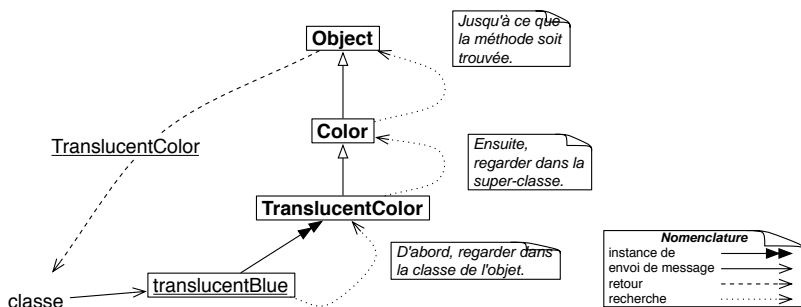 Object
Jusqu'à ce que
la méthode soit
trouvée.
Color
TranslucentColor
Ensuite,
regarder dans la
super-classe.
TranslucentColor
D'abord, regarder dans
la classe de l'objet.
translucentBlue
classe
Nomenclature
instance de
envoi de message
retour
recherche